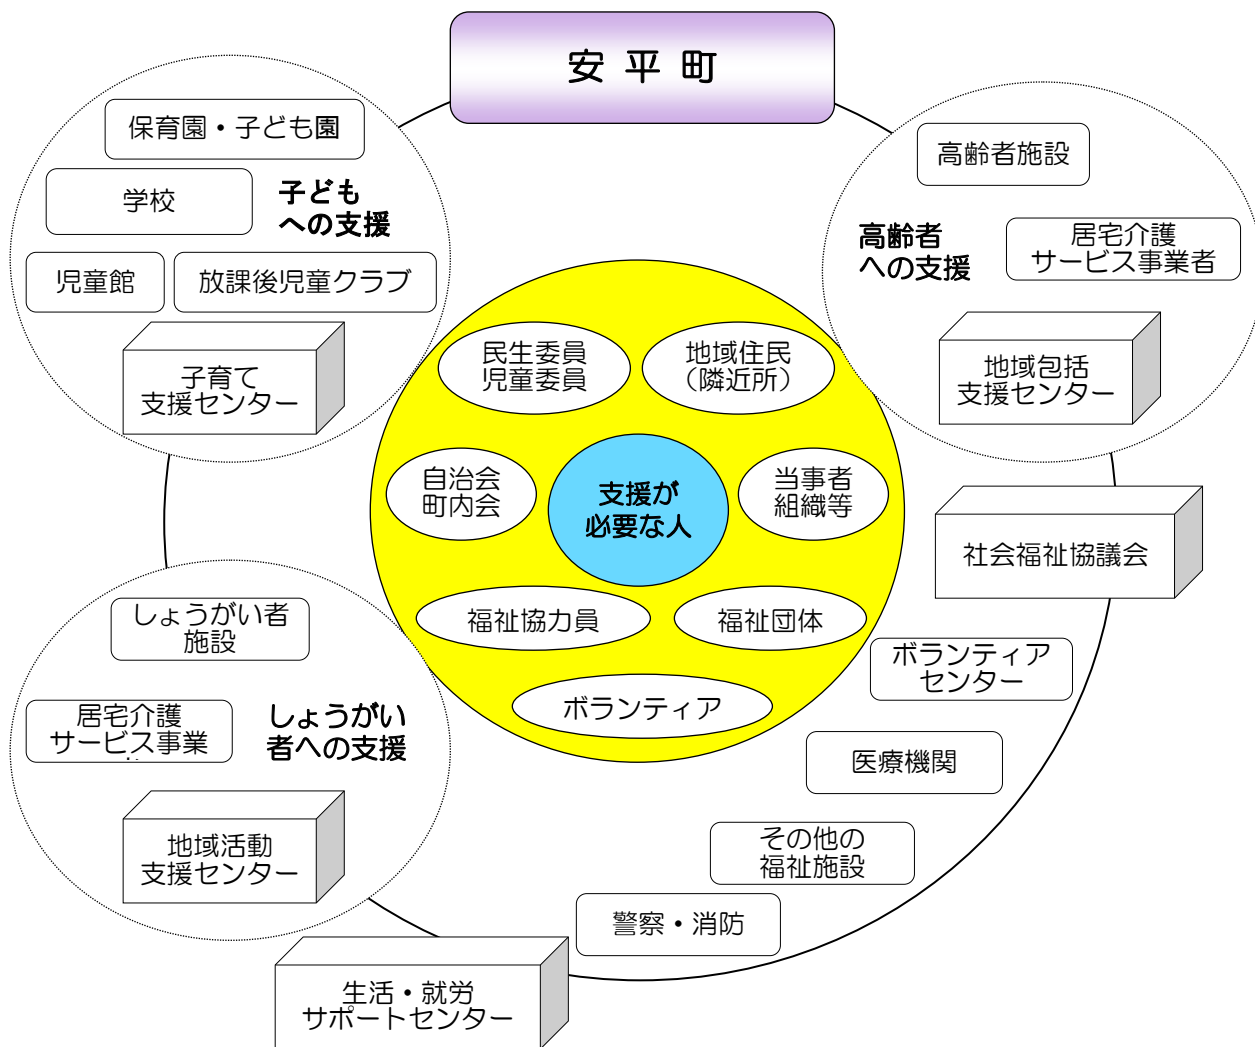 安 平 町
保育園・子ども園
学校
子ども
への支援
児童館
放課後児童クラブ
子育て
支援センター
高齢者施設
高齢者
への支援
居宅介護
サービス事業者
地域包括
支援センター
民生委員
児童委員
地域住民
（隣近所）
自治会
町内会
支援が
必要な人
当事者
組織等
福祉協力員
福祉団体
ボランティア
社会福祉協議会
ボランティア
センター
医療機関
その他の
福祉施設
警察・消防
しょうがい者
施設
居宅介護
サービス事業
しょうがい
者への支援
地域活動
支援センター
生活・就労
サポートセンター